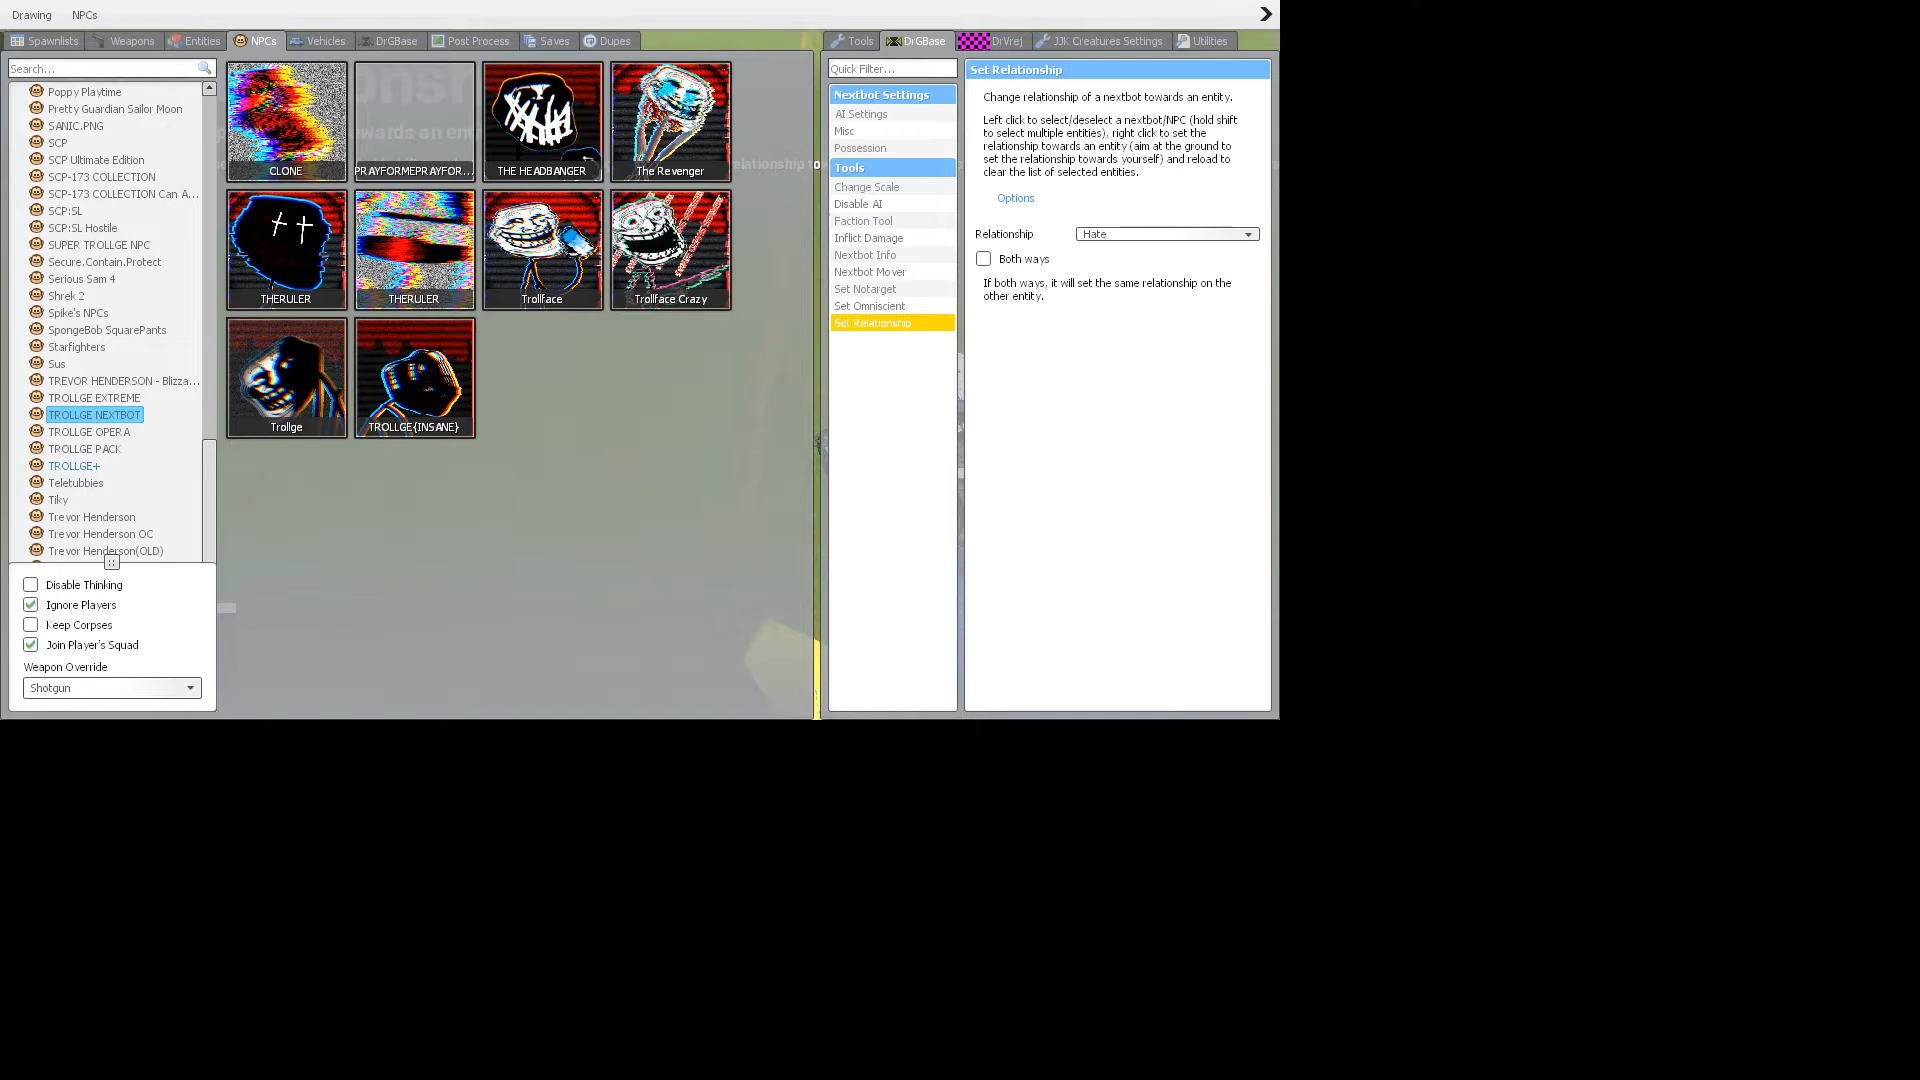 Drawing NPCs
Spawnlists Weapons Entities NPCs Vehicles DrGBase Post Process Saves Dupes
Search...
Poppy Playtime
Pretty Guardian Sailor Moon
SANIC.PNG
SCP
SCP Ultimate Edition
SCP-173 COLLECTION
SCP-173 COLLECTION Can A...
SCP:SL
SCP:SL Hostile
SUPER TROLLGE NPC
Secure.Contain.Protect
Serious Sam 4
Shrek 2
Spike's NPCs
SpongeBob SquarePants
Starfighters
Sus
TREVOR HENDERSON - Blizza...
TROLLGE EXTREME
TROLLGE NEXTBOT
TROLLGE OPERA
TROLLGE PACK
TROLLGE+
Teletubbies
Tiky
Trevor Henderson
Trevor Henderson OC
Trevor Henderson(OLD)
Disable Thinking
Ignore Players
Keep Corpses
Join Player's Squad
Weapon Override
Shotgun
CLONE
PRAYFORMEPRAYFOR...
THE HEADBANGER
The Revenger
THERULER
THERULER
Trollface
Trollface Crazy
Trollge
TROLLGE{INSANE}
Tools DrGBase DrVrej JJK Creatures Settings Utilities
Quick Filter...
Nextbot Settings
AI Settings
Misc
Possession
Tools
Change Scale
Disable AI
Faction Tool
Inflict Damage
Nextbot Info
Nextbot Mover
Set Notarget
Set Omniscient
Set Relationship
Set Relationship
Change relationship of a nextbot towards an entity.
Left click to select/deselect a nextbot/NPC (hold shift
to select multiple entities), right click to set the
relationship towards an entity (aim at the ground to
set the relationship towards yourself) and reload to
clear the list of selected entities.
Options
Relationship Hate
Both ways
If both ways, it will set the same relationship on the
other entity.